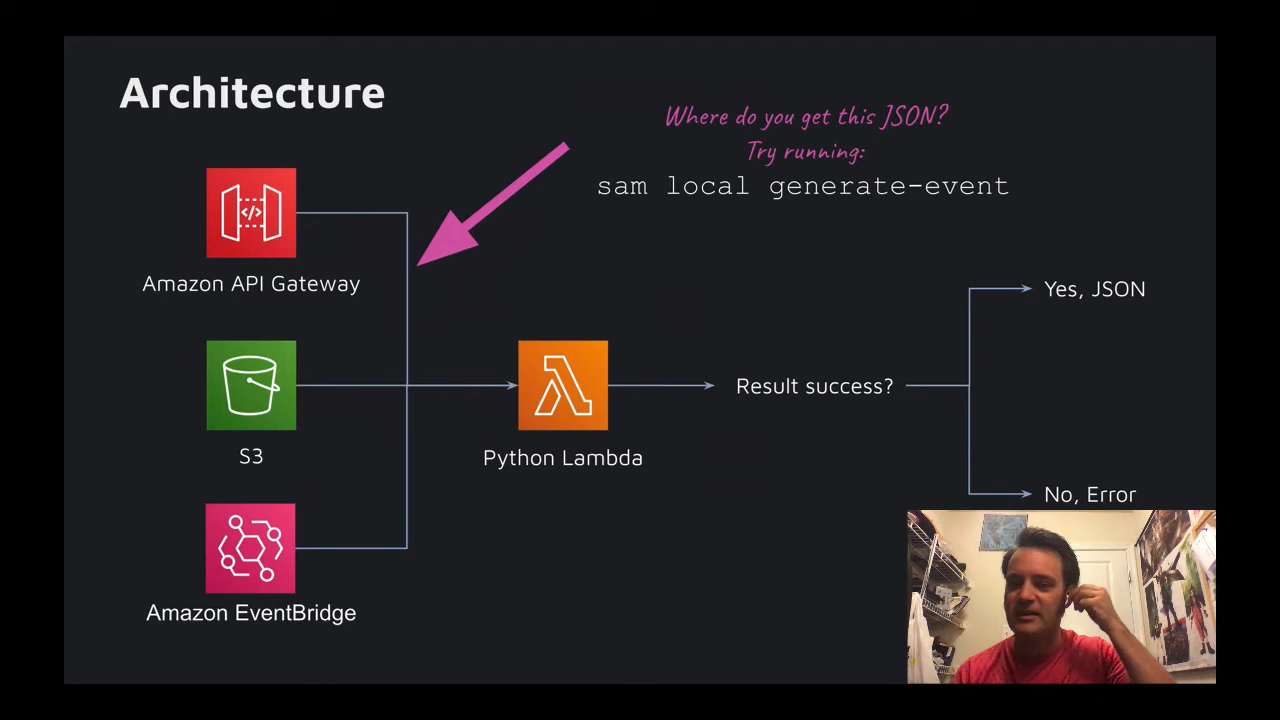 Architecture
Where do you get this JSON?
Try running:
sam local generate-event
Amazon API Gateway
S3
Amazon EventBridge
Python Lambda
Result success?
Yes, JSON
No, Error